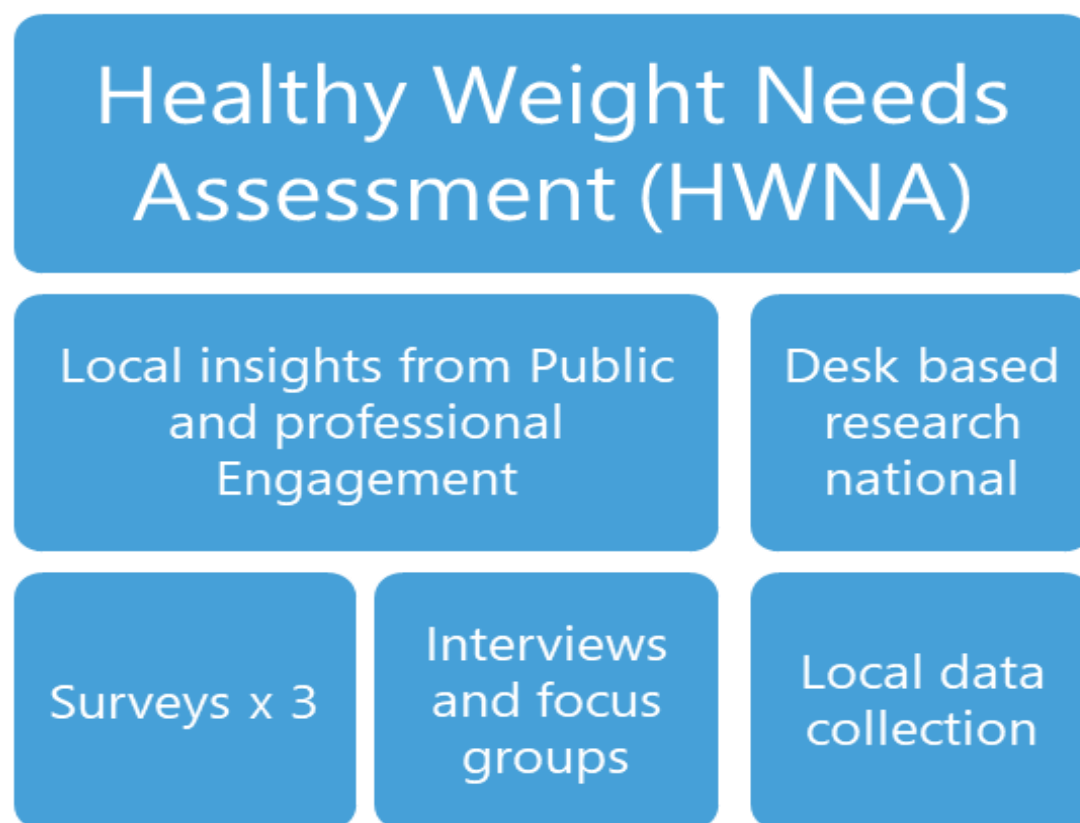 Healthy Weight Needs
Assessment (HWNA)
Local insights from Public
and professional
Engagement
Desk based
research
national
Surveys x 3
Interviews
and focus
groups
Local data
collection